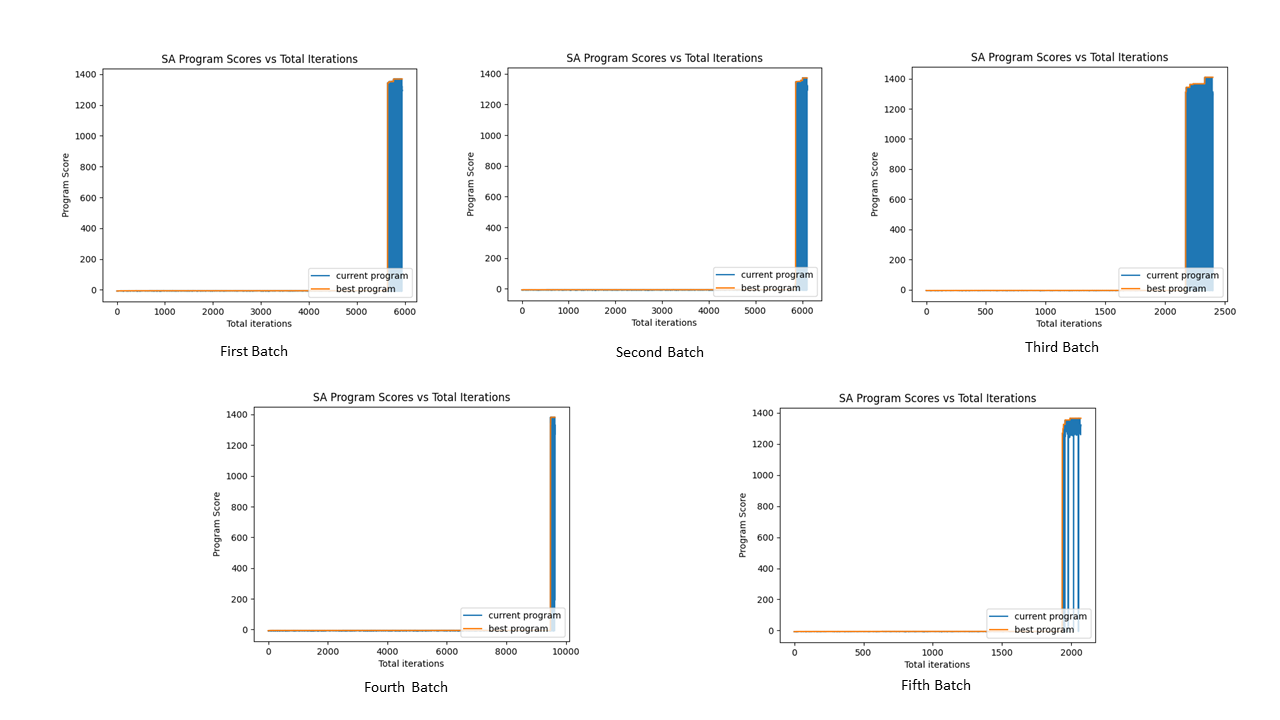 SA Program Scores vs Total Iterations
1400
1200
1000
800
600
400
200
0
Program Score
current program
best program
0 1000 2000 3000 4000 5000 6000
Total iterations
First Batch
SA Program Scores vs Total Iterations
1400
1200
1000
800
600
400
200
0
Program Score
current program
best program
0 1000 2000 3000 4000 5000 6000
Total iterations
Second Batch
SA Program Scores vs Total Iterations
1400
1200
1000
800
600
400
200
0
Program Score
current program
best program
0 500 1000 1500 2000 2500
Total iterations
Third Batch
SA Program Scores vs Total Iterations
1400
1200
1000
800
600
400
200
0
Program Score
current program
best program
0 2000 4000 6000 8000 10000
Total iterations
Fourth Batch
SA Program Scores vs Total Iterations
1400
1200
1000
800
600
400
200
0
Program Score
current program
best program
0 500 1000 1500 2000
Total iterations
Fifth Batch